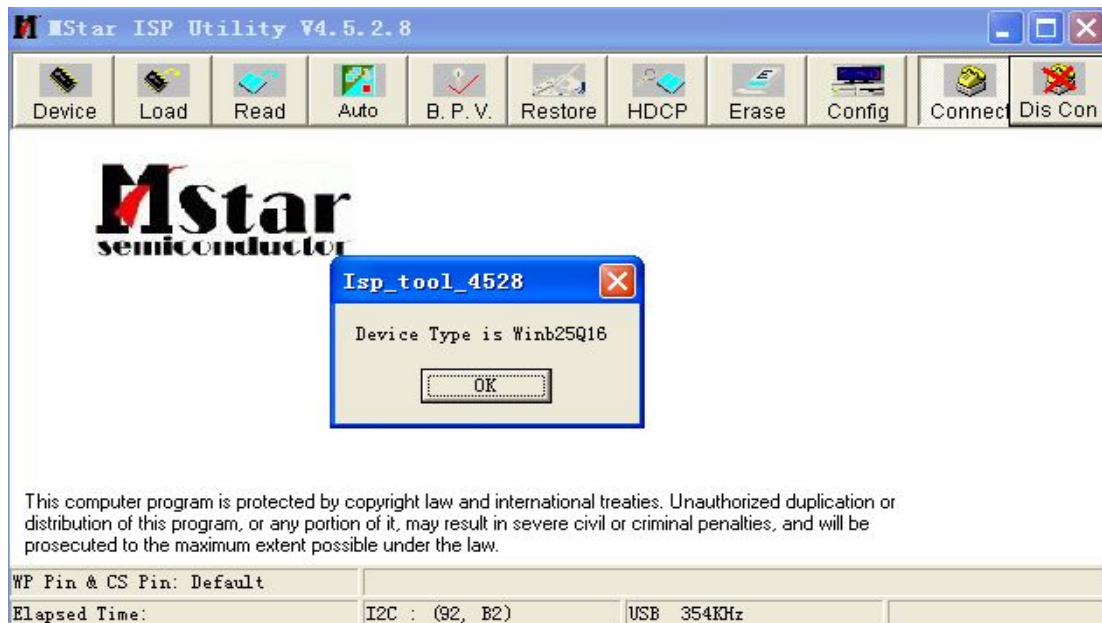 MStar ISP Utility V4.5.2.8
Device Load Read Auto B.P.V. Restore HDCP Erase Config Connect Dis Con
Mstar
semiconductor
Isp_tool_4528
Device Type is Winb25Q16
OK
This computer program is protected by copyright law and international treaties. Unauthorized duplication or
distribution of this program, or any portion of it, may result in severe civil or criminal penalties, and will be
prosecuted to the maximum extent possible under the law.
WP Pin & CS Pin: Default
Elapsed Time: I2C : (92, B2) USB 354KHz